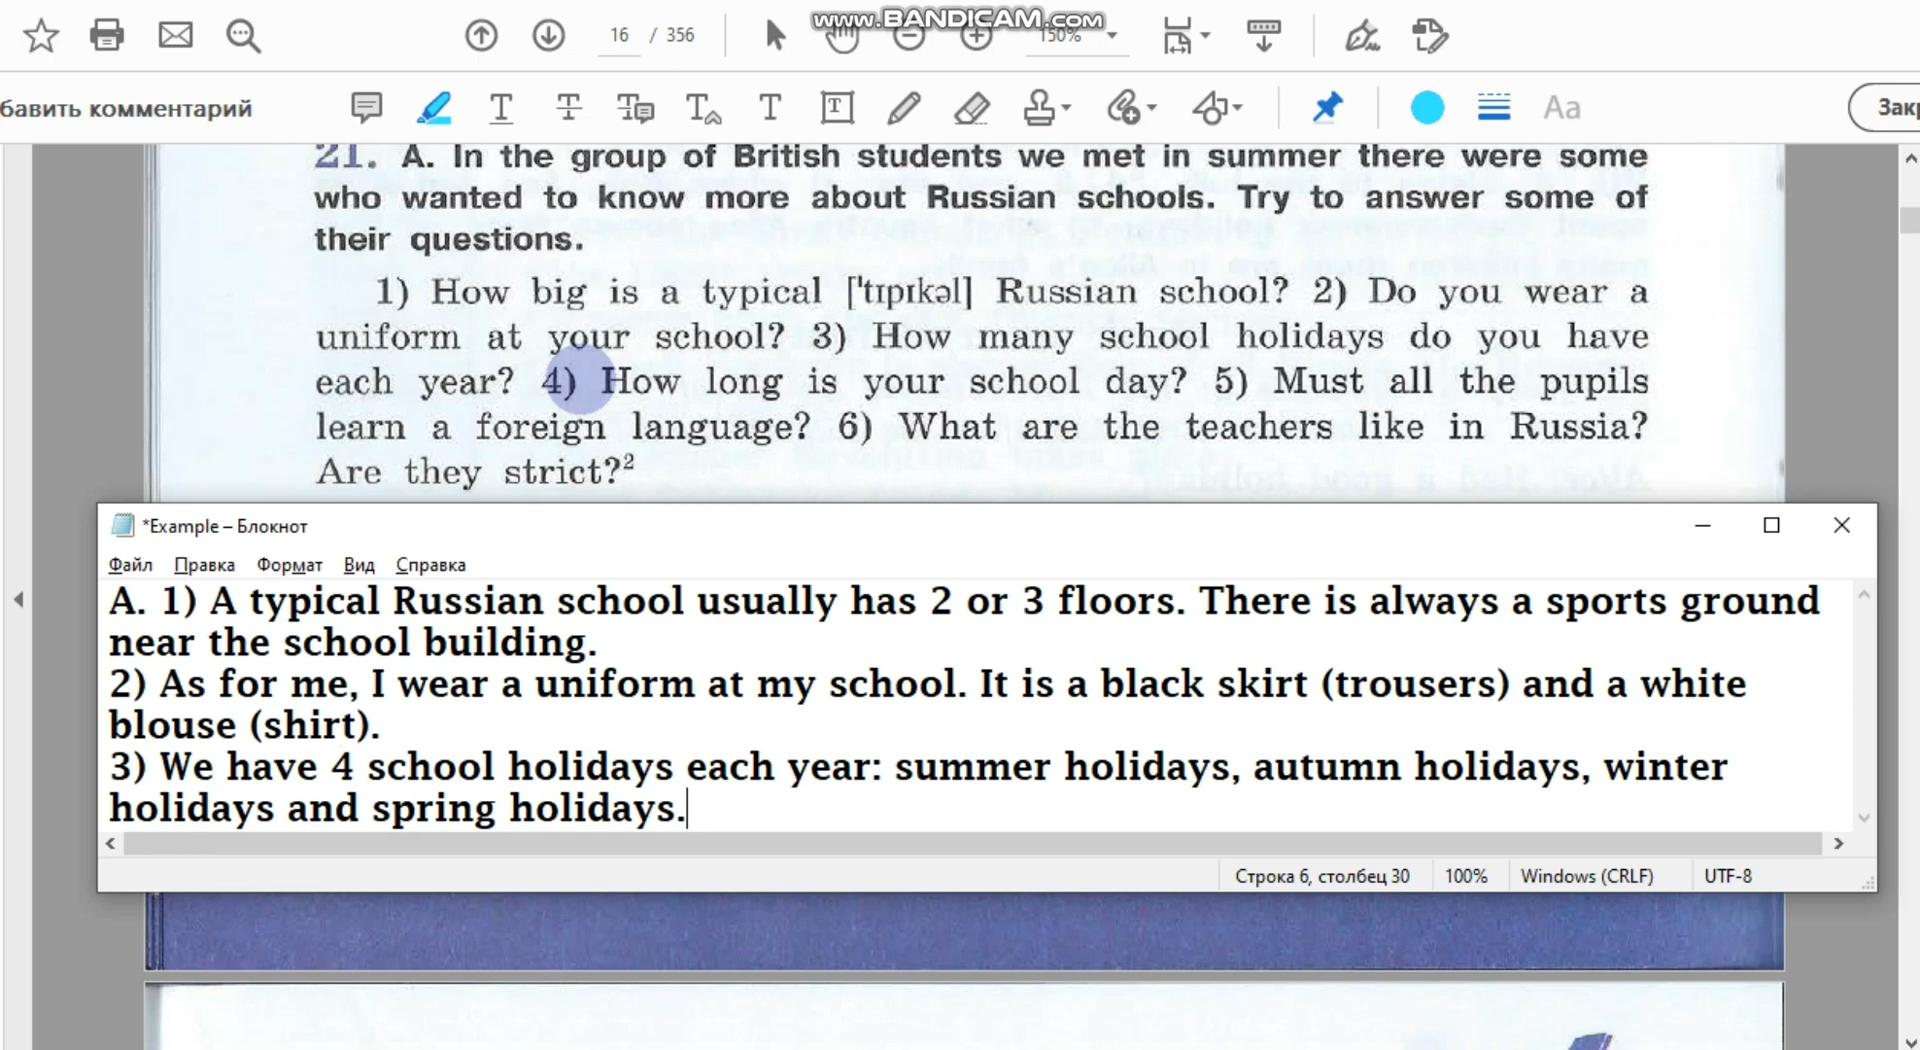 www.BANDICAM.com
16 / 356
150%
бавить комментарий
Aa
Закр
21. A. In the group of British students we met in summer there were some
who wanted to know more about Russian schools. Try to answer some of
their questions.
1) How big is a typical ['tɪpɪkəl] Russian school? 2) Do you wear a
uniform at your school? 3) How many school holidays do you have
each year? 4) How long is your school day? 5) Must all the pupils
learn a foreign language? 6) What are the teachers like in Russia?
Are they strict?²
*Example – Блокнот
Файл Правка Формат Вид Справка
A. 1) A typical Russian school usually has 2 or 3 floors. There is always a sports ground
near the school building.
2) As for me, I wear a uniform at my school. It is a black skirt (trousers) and a white
blouse (shirt).
3) We have 4 school holidays each year: summer holidays, autumn holidays, winter
holidays and spring holidays.
Строка 6, столбец 30 100% Windows (CRLF) UTF-8